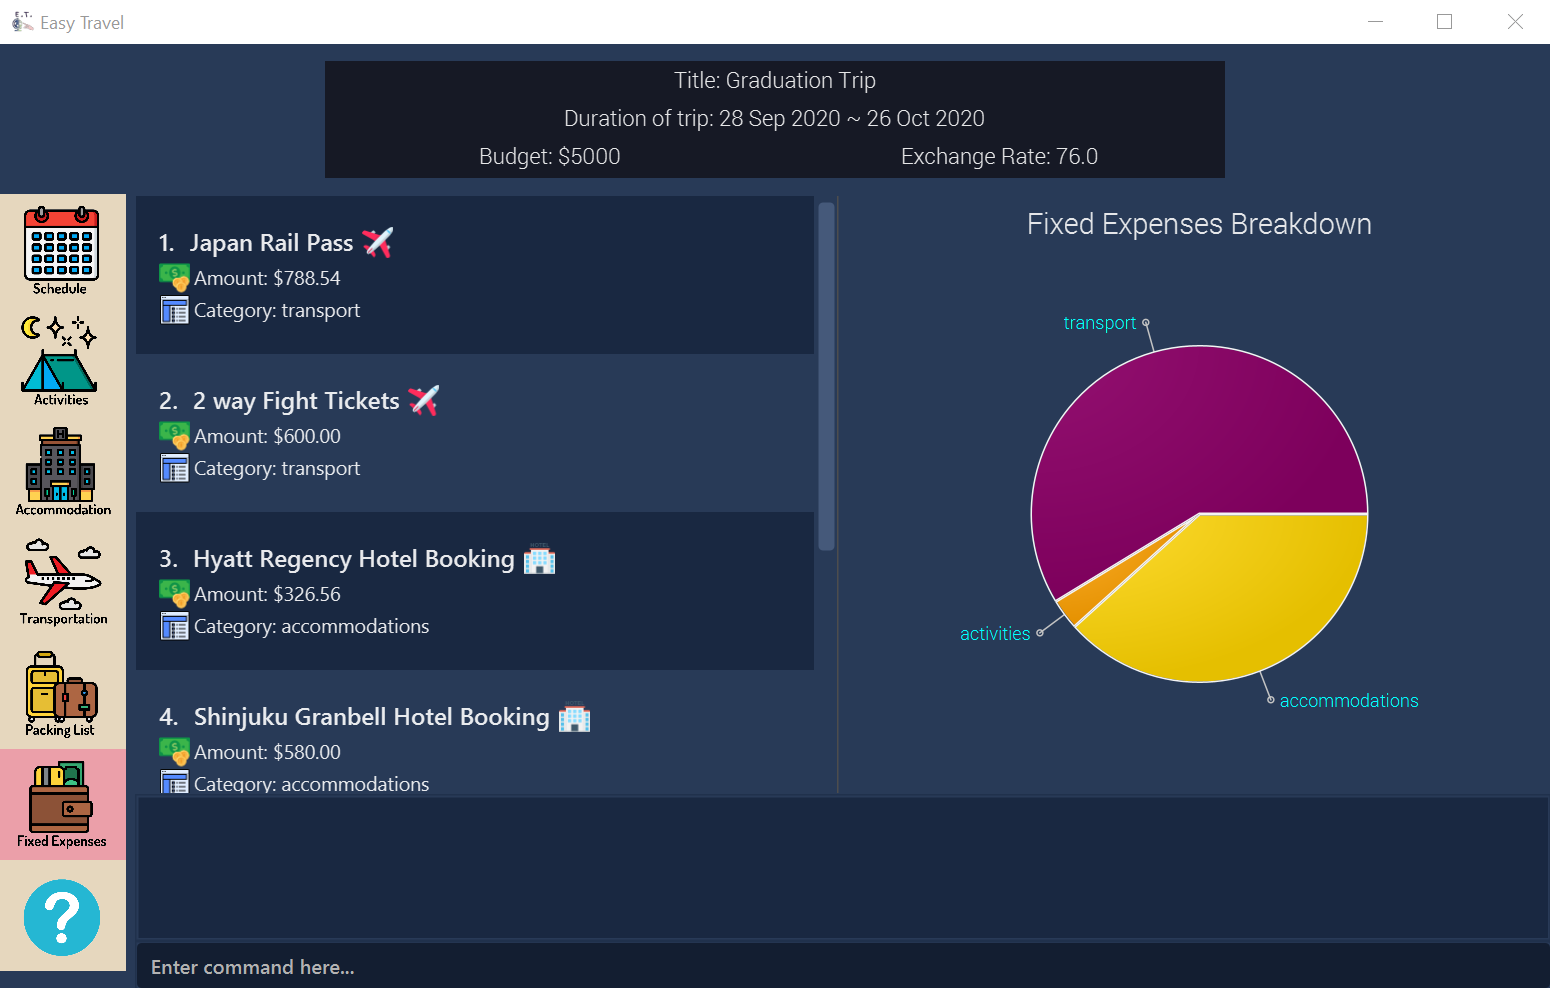 E.T.
Easy Travel
Title: Graduation Trip
Duration of trip: 28 Sep 2020 ~ 26 Oct 2020
Budget: $5000
Exchange Rate: 76.0
Schedule
Activities
H
Accommodation
Transportation
Packing List
Fixed Expenses
?
1. Japan Rail Pass
Amount: $788.54
Category: transport
2. 2 way Fight Tickets
Amount: $600.00
Category: transport
3. Hyatt Regency Hotel Booking
Amount: $326.56
Category: accommodations
4. Shinjuku Granbell Hotel Booking
Amount: $580.00
Category: accommodations
Fixed Expenses Breakdown
transport
activities
accommodations
Enter command here...